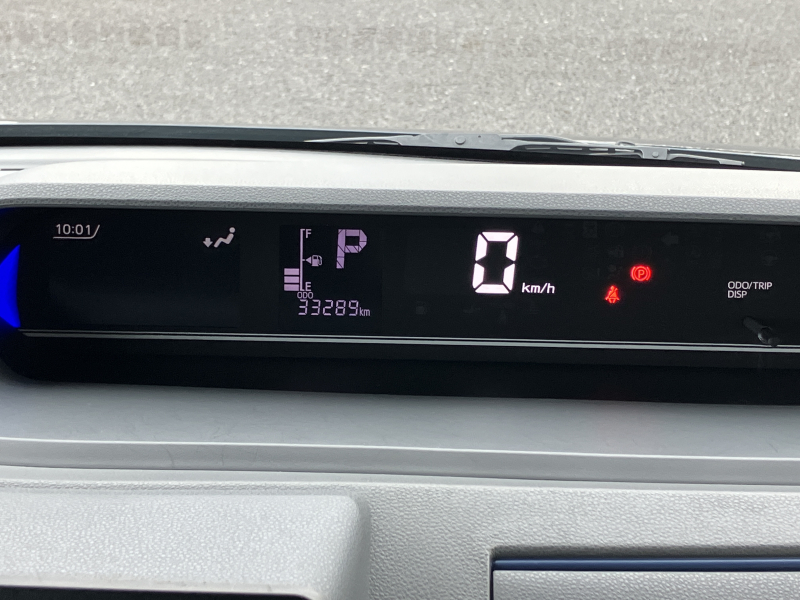 10:01
F
P
E
ODO
33289km
0 km/h
(P)
ODO/TRIP
DISP